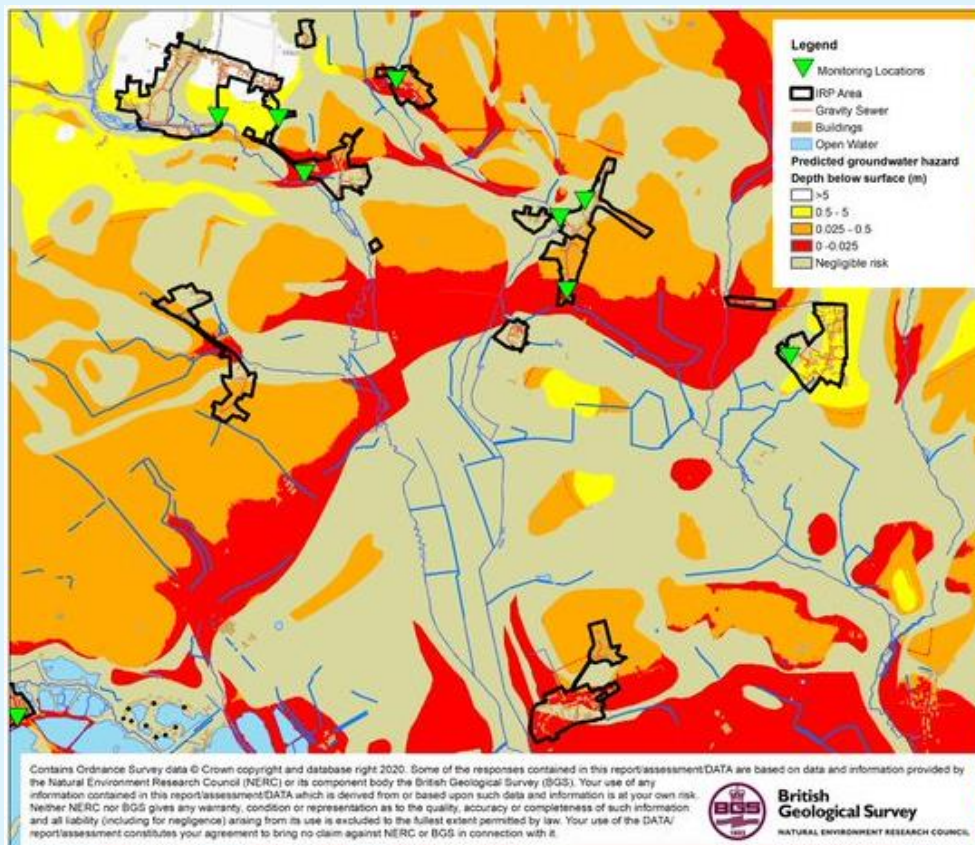 Legend
Monitoring Locations
IRP Area
Gravity Sewer
Buildings
Open Water
Predicted groundwater hazard
Depth below surface (m)
>5
0.5 - 5
0.025 - 0.5
0 -0.025
Negligible risk
Contains Ordnance Survey data © Crown copyright and database right 2020. Some of the responses contained in this report/assessment/DATA are based on data and information provided by
the Natural Environment Research Council (NERC) or its component body the British Geological Survey (BGS). Your use of any
information contained in this report/assessment/DATA which is derived from or based upon such data and information is at your own risk.
Neither NERC nor BGS gives any warranty, condition or representation as to the quality, accuracy or completeness of such information
and all liability (including for negligence) arising from its use is excluded to the fullest extent permitted by law. Your use of the DATA/
report/assessment constitutes your agreement to bring no claim against NERC or BGS in connection with it.
BGS
1835
British
Geological Survey
NATURAL ENVIRONMENT RESEARCH COUNCIL